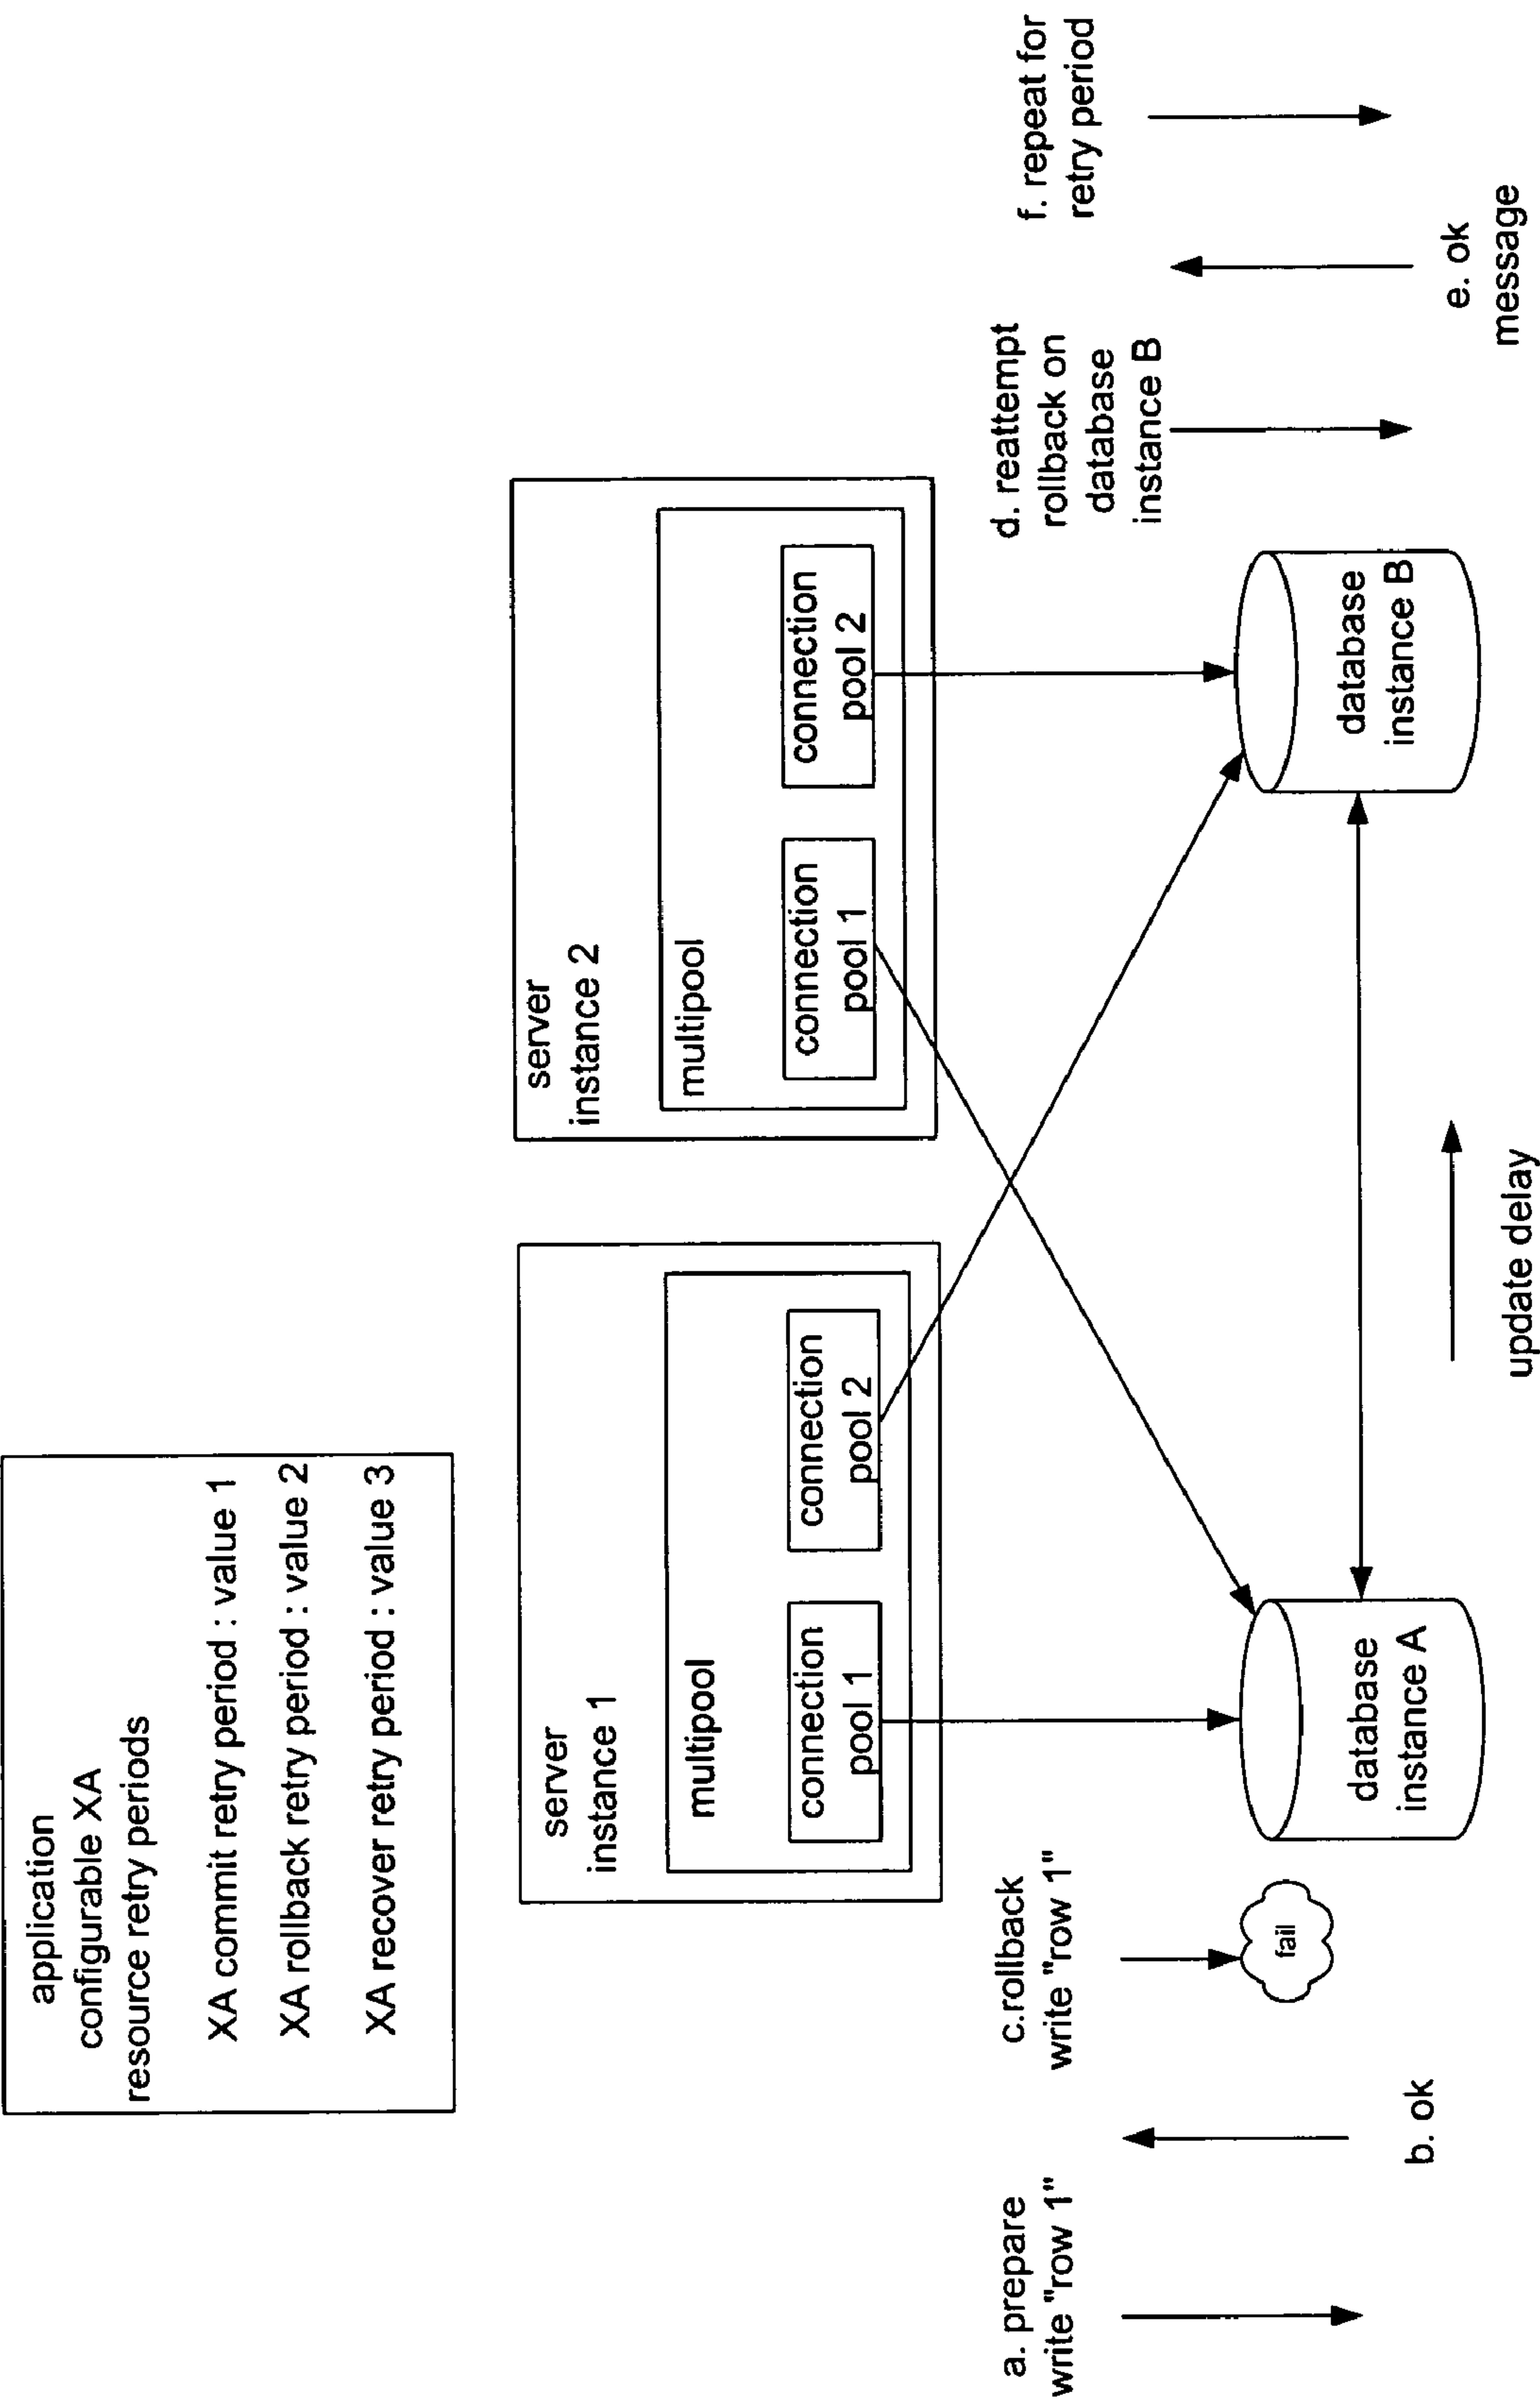 application
configurable XA
resource retry periods
XA commit retry period : value 1
XA rollback retry period : value 2
XA recover retry period : value 3
server
instance 1
multipool
connection
pool 1
connection
pool 2
server
instance 2
multipool
connection
pool 1
connection
pool 2
a. prepare
write "row 1"
b. ok
c.rollback
write "row 1"
fail
database
instance A
update delay
database
instance B
d. reattempt
rollback on
database
instance B
e. ok
message
f. repeat for
retry period